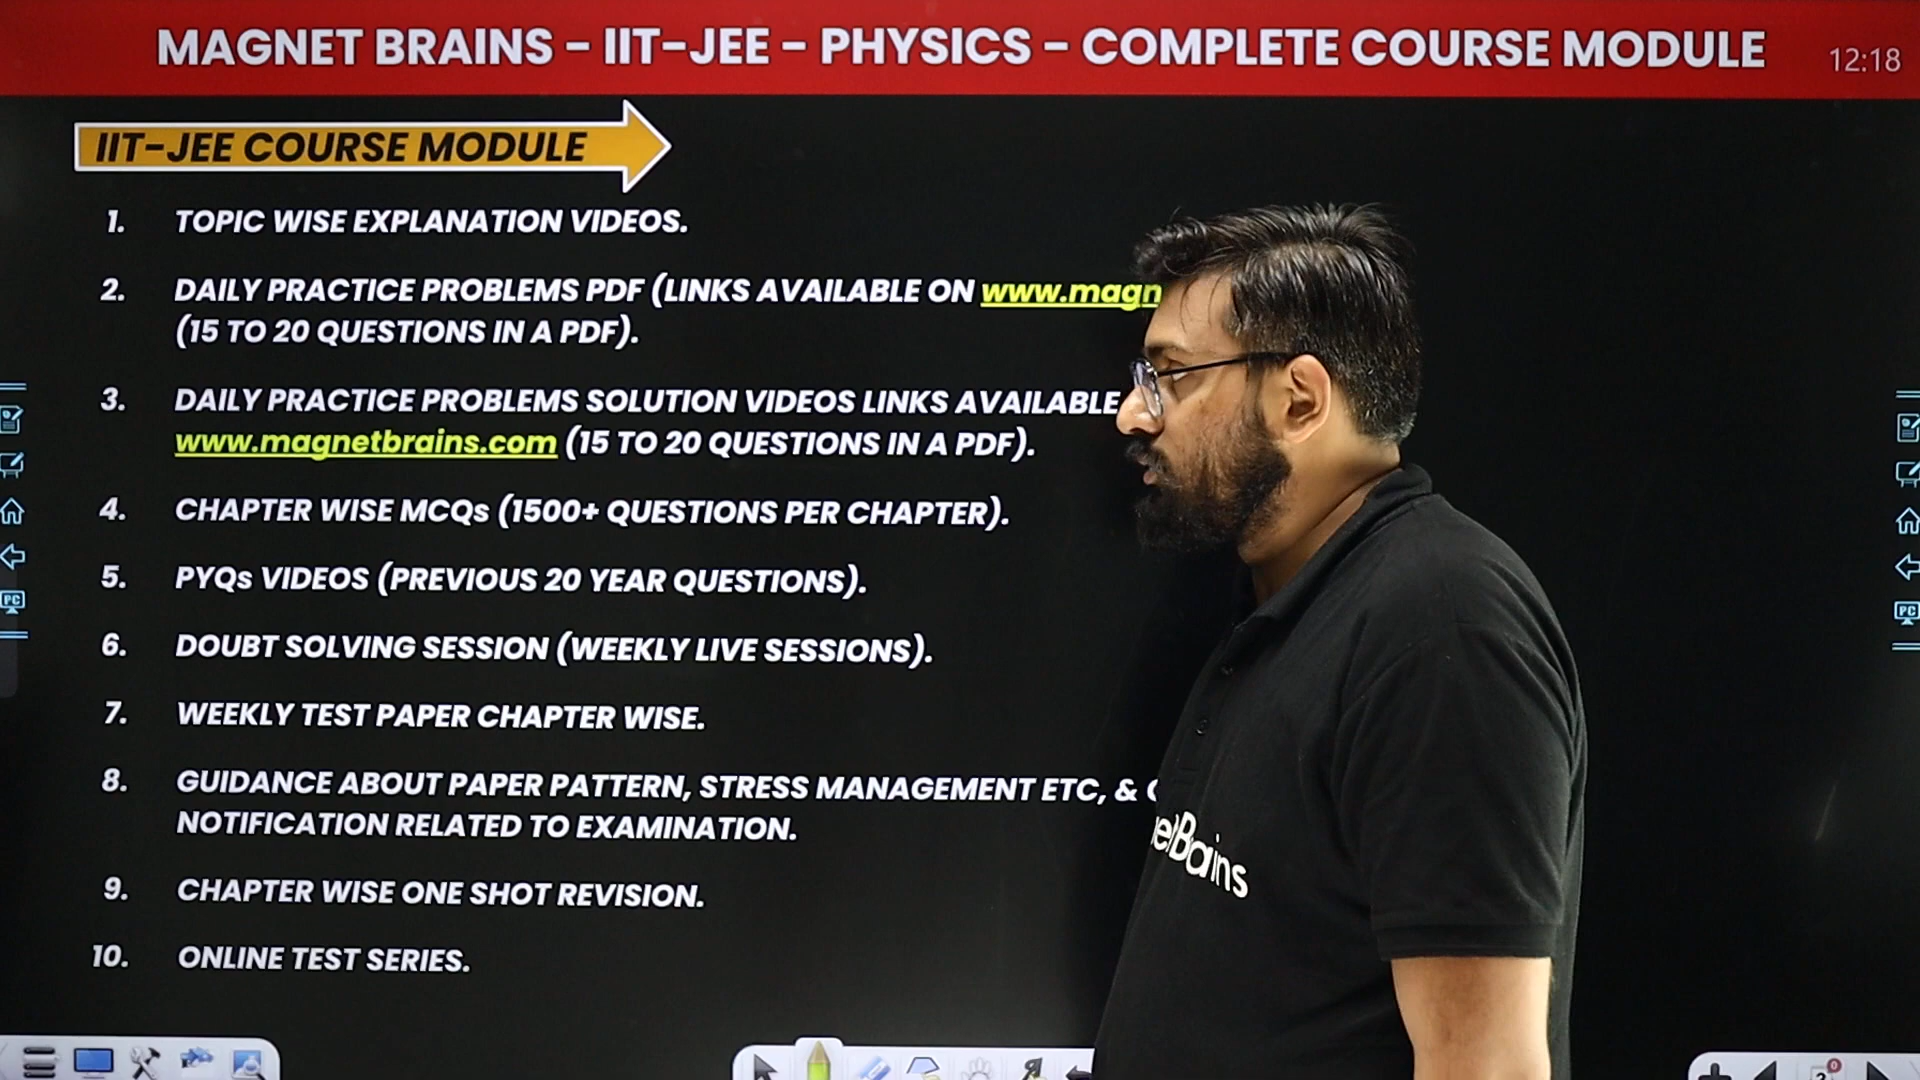 MAGNET BRAINS – IIT-JEE – PHYSICS – COMPLETE COURSE MODULE
12:18
IIT-JEE COURSE MODULE
1. TOPIC WISE EXPLANATION VIDEOS.
2. DAILY PRACTICE PROBLEMS PDF (LINKS AVAILABLE ON www.magn
(15 TO 20 QUESTIONS IN A PDF).
3. DAILY PRACTICE PROBLEMS SOLUTION VIDEOS LINKS AVAILABLE
www.magnetbrains.com (15 TO 20 QUESTIONS IN A PDF).
4. CHAPTER WISE MCQs (1500+ QUESTIONS PER CHAPTER).
5. PYQs VIDEOS (PREVIOUS 20 YEAR QUESTIONS).
6. DOUBT SOLVING SESSION (WEEKLY LIVE SESSIONS).
7. WEEKLY TEST PAPER CHAPTER WISE.
8. GUIDANCE ABOUT PAPER PATTERN, STRESS MANAGEMENT ETC, &
NOTIFICATION RELATED TO EXAMINATION.
9. CHAPTER WISE ONE SHOT REVISION.
10. ONLINE TEST SERIES.
PC
PC
Brains